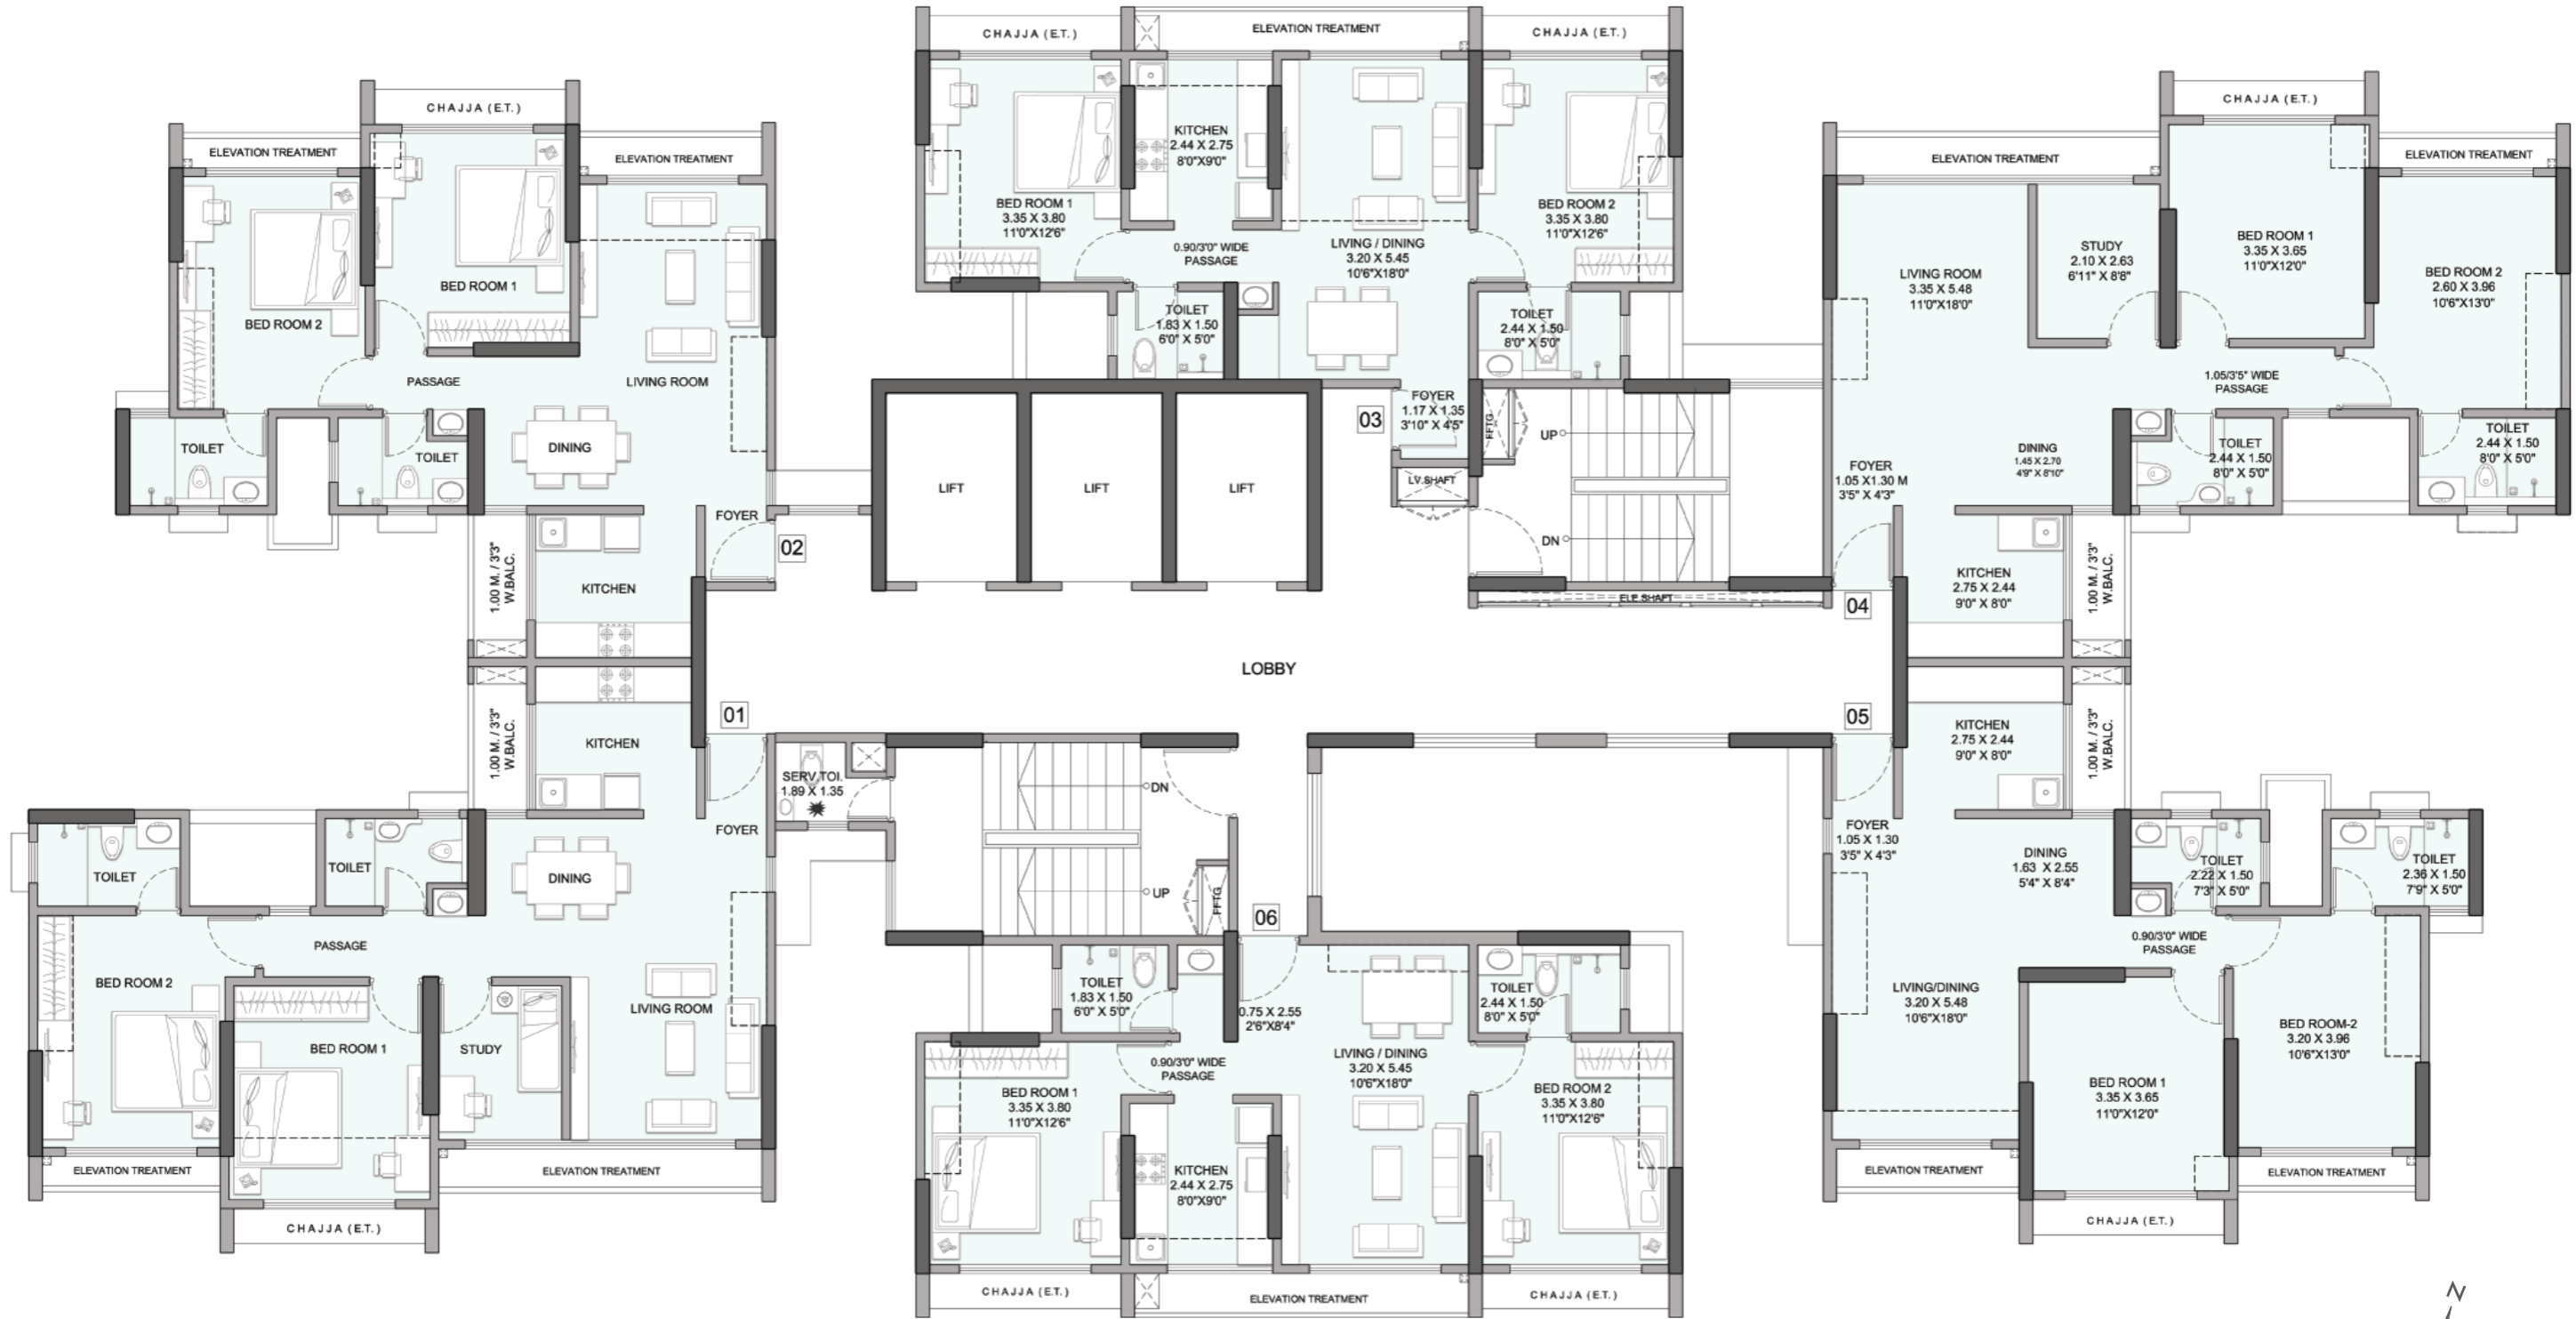 CHAJJA (E.T.)
ELEVATION TREATMENT
ELEVATION TREATMENT
BED ROOM 1
BED ROOM 2
PASSAGE
LIVING ROOM
TOILET
TOILET
DINING
FOYER
02
KITCHEN
1.00 M. / 3'3"
W.BALC.
CHAJJA (E.T.)
ELEVATION TREATMENT
CHAJJA (E.T.)
KITCHEN
2.44 X 2.75
8'0"X9'0"
BED ROOM 1
3.35 X 3.80
11'0"X12'6"
BED ROOM 2
3.35 X 3.80
11'0"X12'6"
0.90/3'0" WIDE
PASSAGE
LIVING / DINING
3.20 X 5.45
10'6"X18'0"
TOILET
1.83 X 1.50
6'0" X 5'0"
TOILET
2.44 X 1.50
8'0" X 5'0"
03
FOYER
1.17 X 1.35
3'10" X 4'5"
FFTG
UP
LV.SHAFT
DN
LIFT
LIFT
LIFT
ELE.SHAFT
CHAJJA (E.T.)
ELEVATION TREATMENT
ELEVATION TREATMENT
LIVING ROOM
3.35 X 5.48
11'0"X18'0"
STUDY
2.10 X 2.63
6'11" X 8'8"
BED ROOM 1
3.35 X 3.65
11'0"X12'0"
BED ROOM 2
2.60 X 3.96
10'6"X13'0"
1.05/3'5" WIDE
PASSAGE
DINING
1.45 X 2.70
4'9" X 8'10"
TOILET
2.44 X 1.50
8'0" X 5'0"
TOILET
2.44 X 1.50
8'0" X 5'0"
FOYER
1.05 X1.30 M
3'5" X 4'3"
KITCHEN
2.75 X 2.44
9'0" X 8'0"
1.00 M. / 3'3"
W.BALC.
04
LOBBY
01
KITCHEN
1.00 M. / 3'3"
W.BALC.
SERV.TOI.
1.89 X 1.35
FOYER
TOILET
TOILET
DINING
PASSAGE
BED ROOM 2
BED ROOM 1
STUDY
LIVING ROOM
ELEVATION TREATMENT
ELEVATION TREATMENT
CHAJJA (E.T.)
DN
UP
FFTG
06
TOILET
1.83 X 1.50
6'0" X 5'0"
0.75 X 2.55
2'6"X8'4"
TOILET
2.44 X 1.50
8'0" X 5'0"
0.90/3'0" WIDE
PASSAGE
LIVING / DINING
3.20 X 5.45
10'6"X18'0"
BED ROOM 1
3.35 X 3.80
11'0"X12'6"
BED ROOM 2
3.35 X 3.80
11'0"X12'6"
KITCHEN
2.44 X 2.75
8'0"X9'0"
CHAJJA (E.T.)
ELEVATION TREATMENT
CHAJJA (E.T.)
05
KITCHEN
2.75 X 2.44
9'0" X 8'0"
1.00 M. / 3'3"
W.BALC.
FOYER
1.05 X 1.30
3'5" X 4'3"
DINING
1.63 X 2.55
5'4" X 8'4"
TOILET
2.22 X 1.50
7'3" X 5'0"
TOILET
2.36 X 1.50
7'9" X 5'0"
0.90/3'0" WIDE
PASSAGE
LIVING/DINING
3.20 X 5.48
10'6"X18'0"
BED ROOM-2
3.20 X 3.96
10'6"X13'0"
BED ROOM 1
3.35 X 3.65
11'0"X12'0"
ELEVATION TREATMENT
ELEVATION TREATMENT
CHAJJA (E.T.)
N